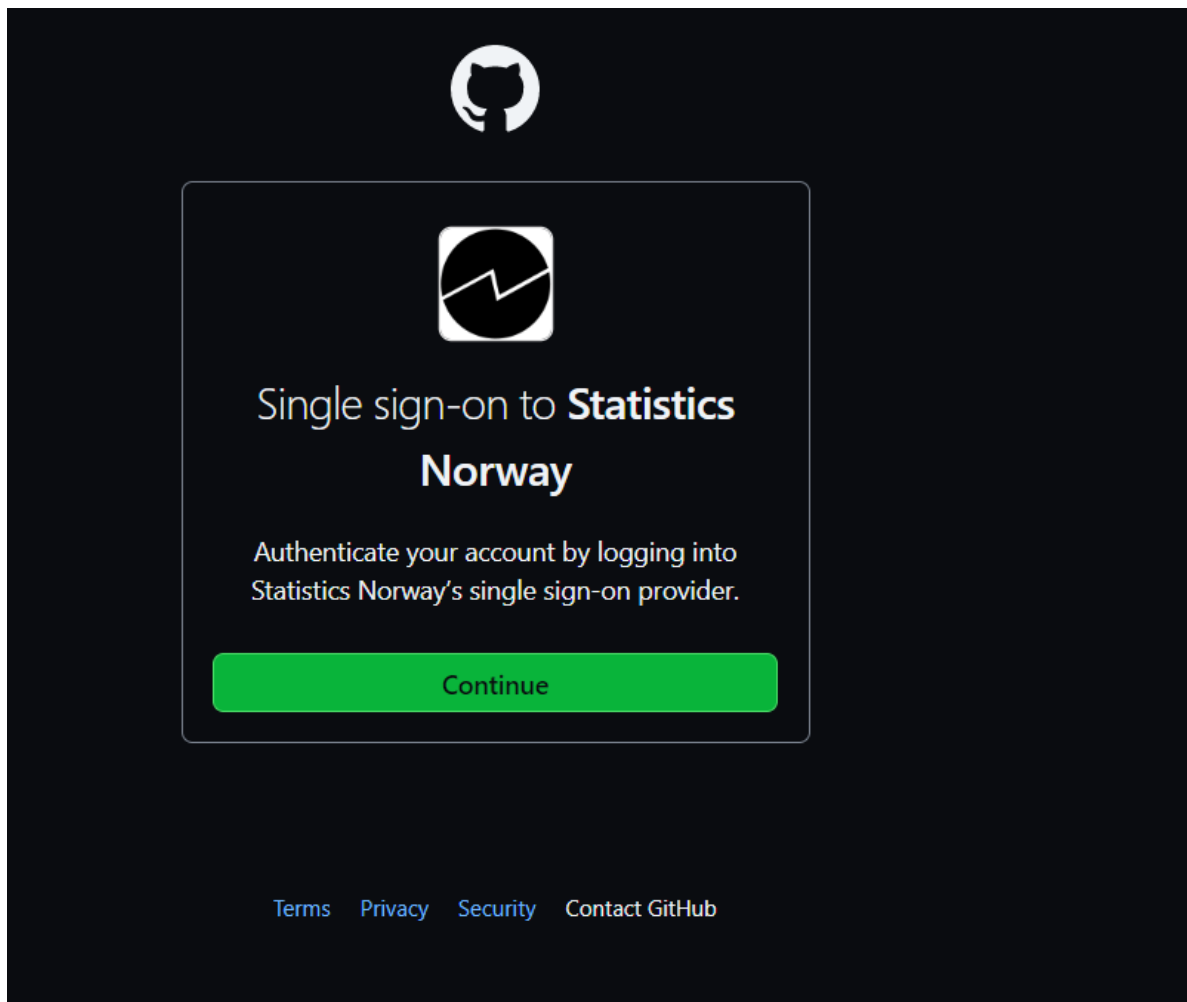 Single sign-on to Statistics
Norway
Authenticate your account by logging into
Statistics Norway’s single sign-on provider.
Continue
Terms Privacy Security Contact GitHub